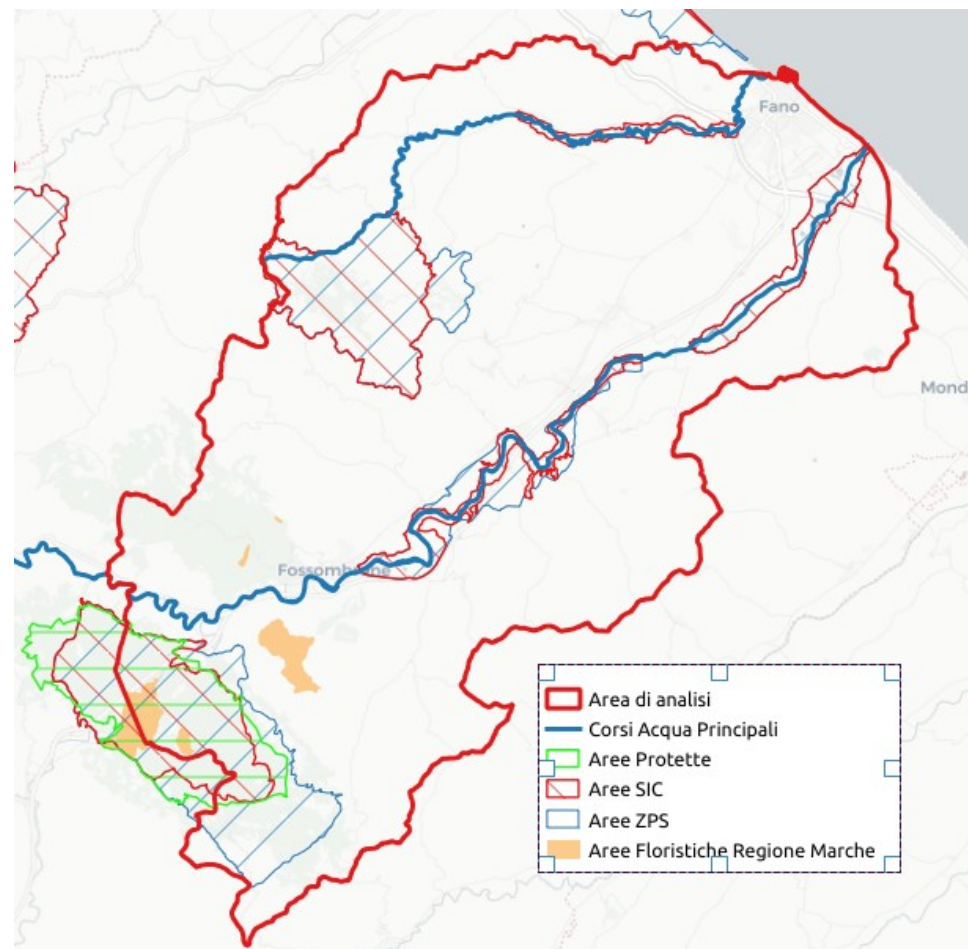 Fano
Mond
Fossombrone
Area di analisi
Corsi Acqua Principali
Aree Protette
Aree SIC
Aree ZPS
Aree Floristiche Regione Marche